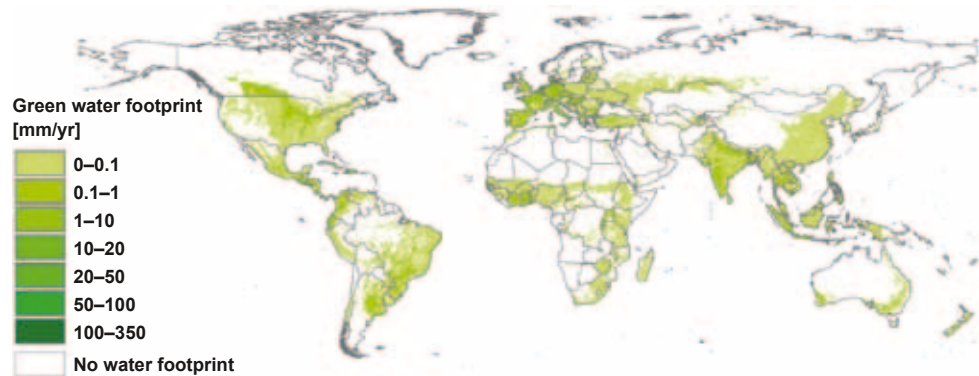 Green water footprint
[mm/yr]
0–0.1
0.1–1
1–10
10–20
20–50
50–100
100–350
No water footprint